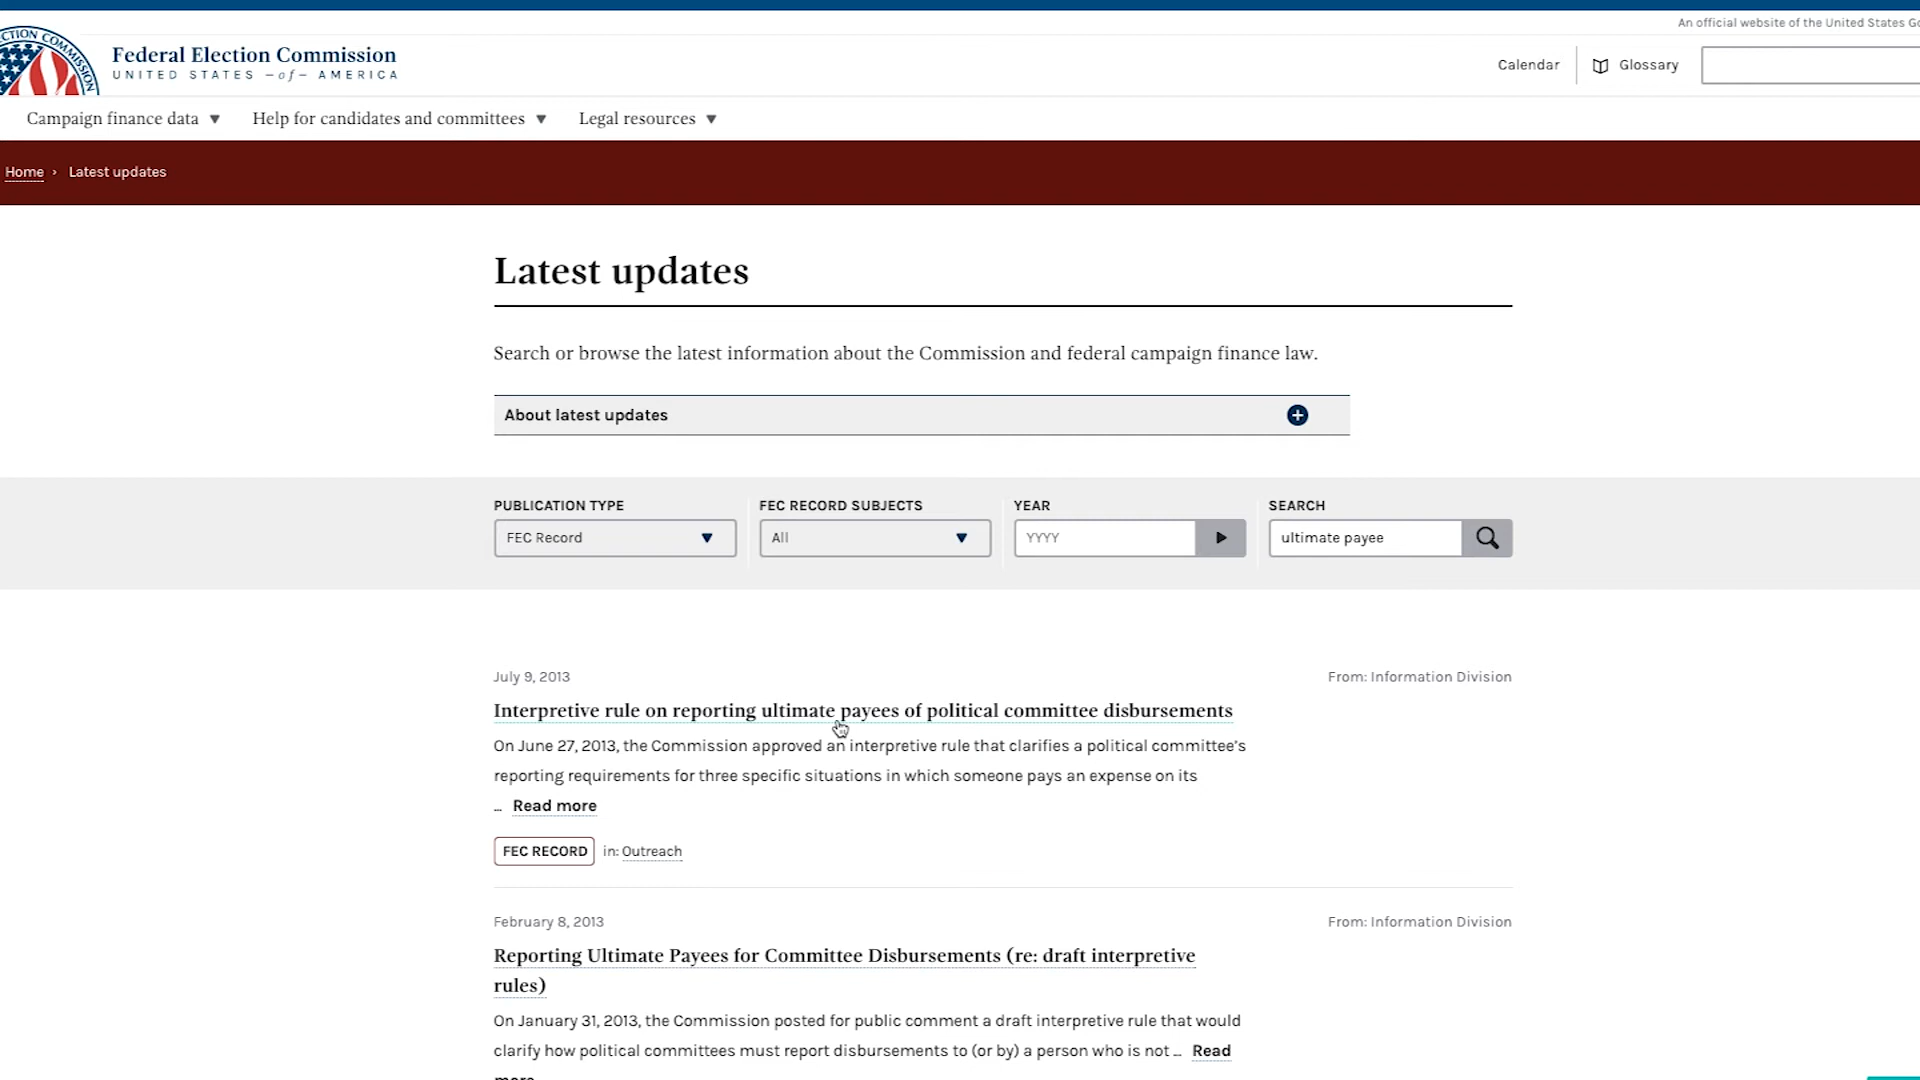 An official website of the United States Go
CTION COMMISSION
Federal Election Commission
UNITED STATES —of— AMERICA
Calendar
Glossary
Campaign finance data ▼
Help for candidates and committees ▼
Legal resources ▼
Home › Latest updates
Latest updates
Search or browse the latest information about the Commission and federal campaign finance law.
About latest updates
PUBLICATION TYPE
FEC RECORD SUBJECTS
YEAR
SEARCH
FEC Record
All
YYYY
ultimate payee
July 9, 2013
From: Information Division
Interpretive rule on reporting ultimate payees of political committee disbursements
On June 27, 2013, the Commission approved an interpretive rule that clarifies a political committee's
reporting requirements for three specific situations in which someone pays an expense on its
… Read more
FEC RECORD in: Outreach
February 8, 2013
From: Information Division
Reporting Ultimate Payees for Committee Disbursements (re: draft interpretive
rules)
On January 31, 2013, the Commission posted for public comment a draft interpretive rule that would
clarify how political committees must report disbursements to (or by) a person who is not … Read
more